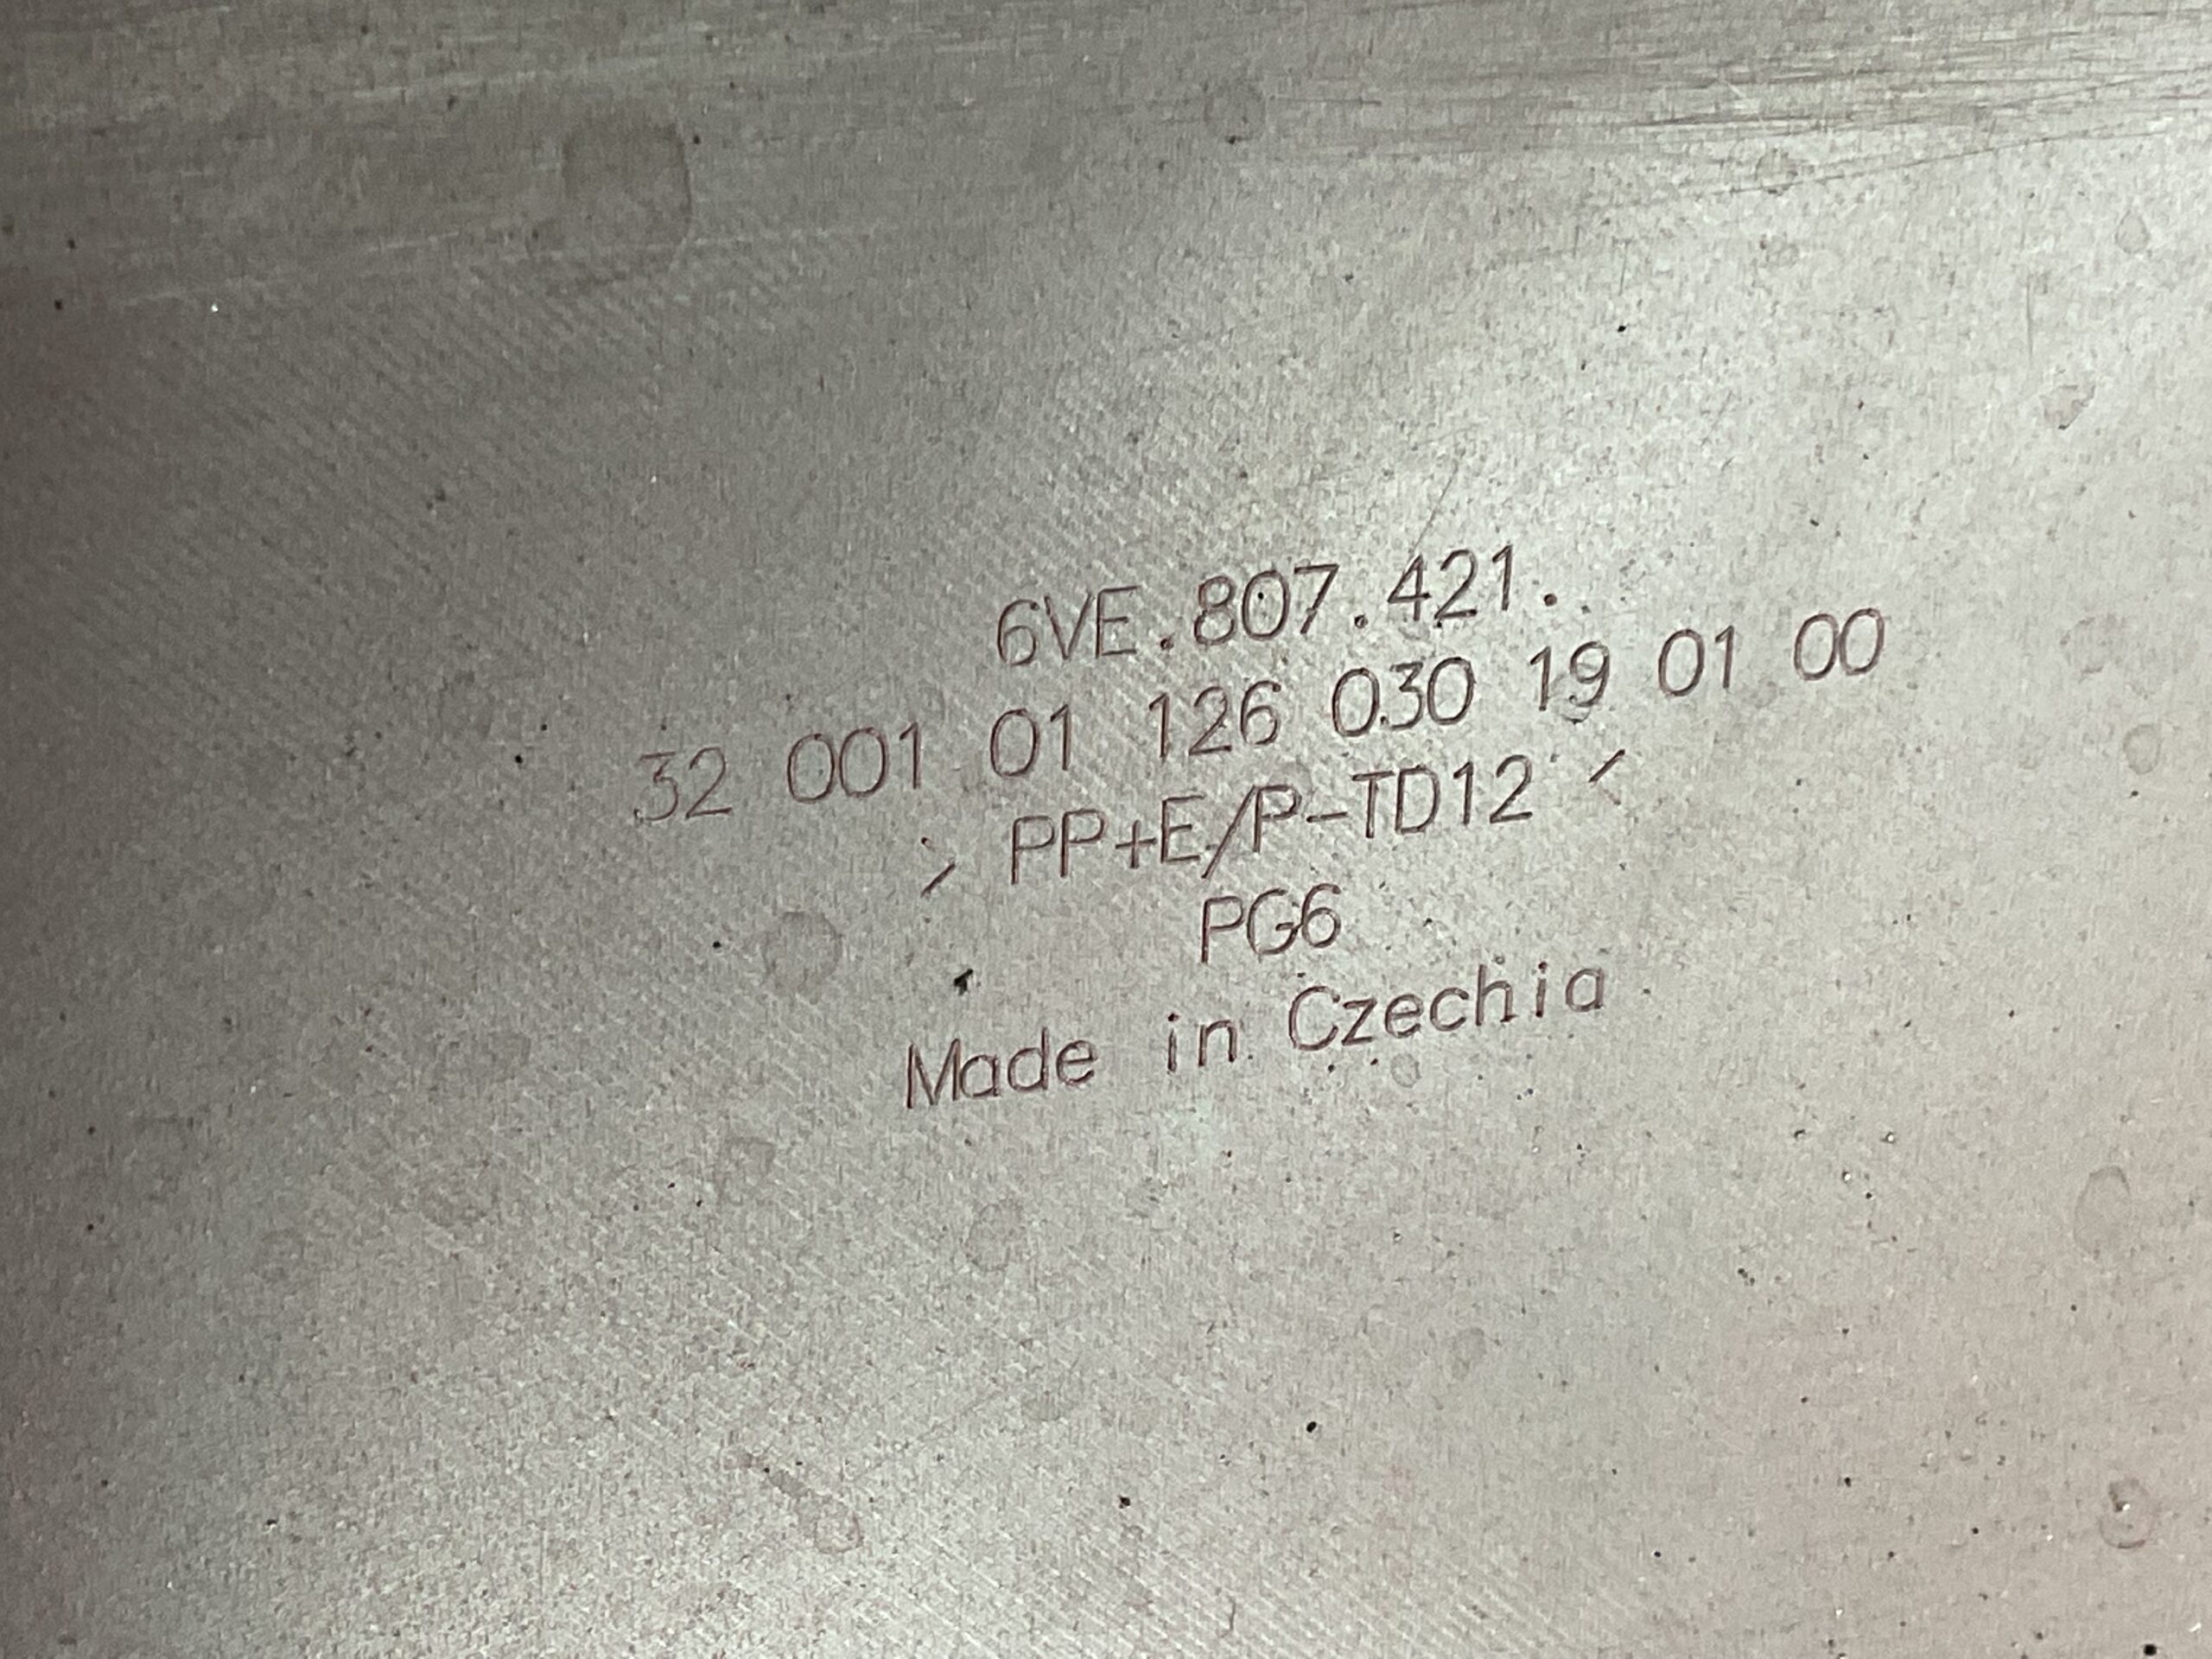 6VE.807.421.
32 001 01 126 030 19 01 00
> PP+E/P-TD12 <
PG6
Made in Czechia